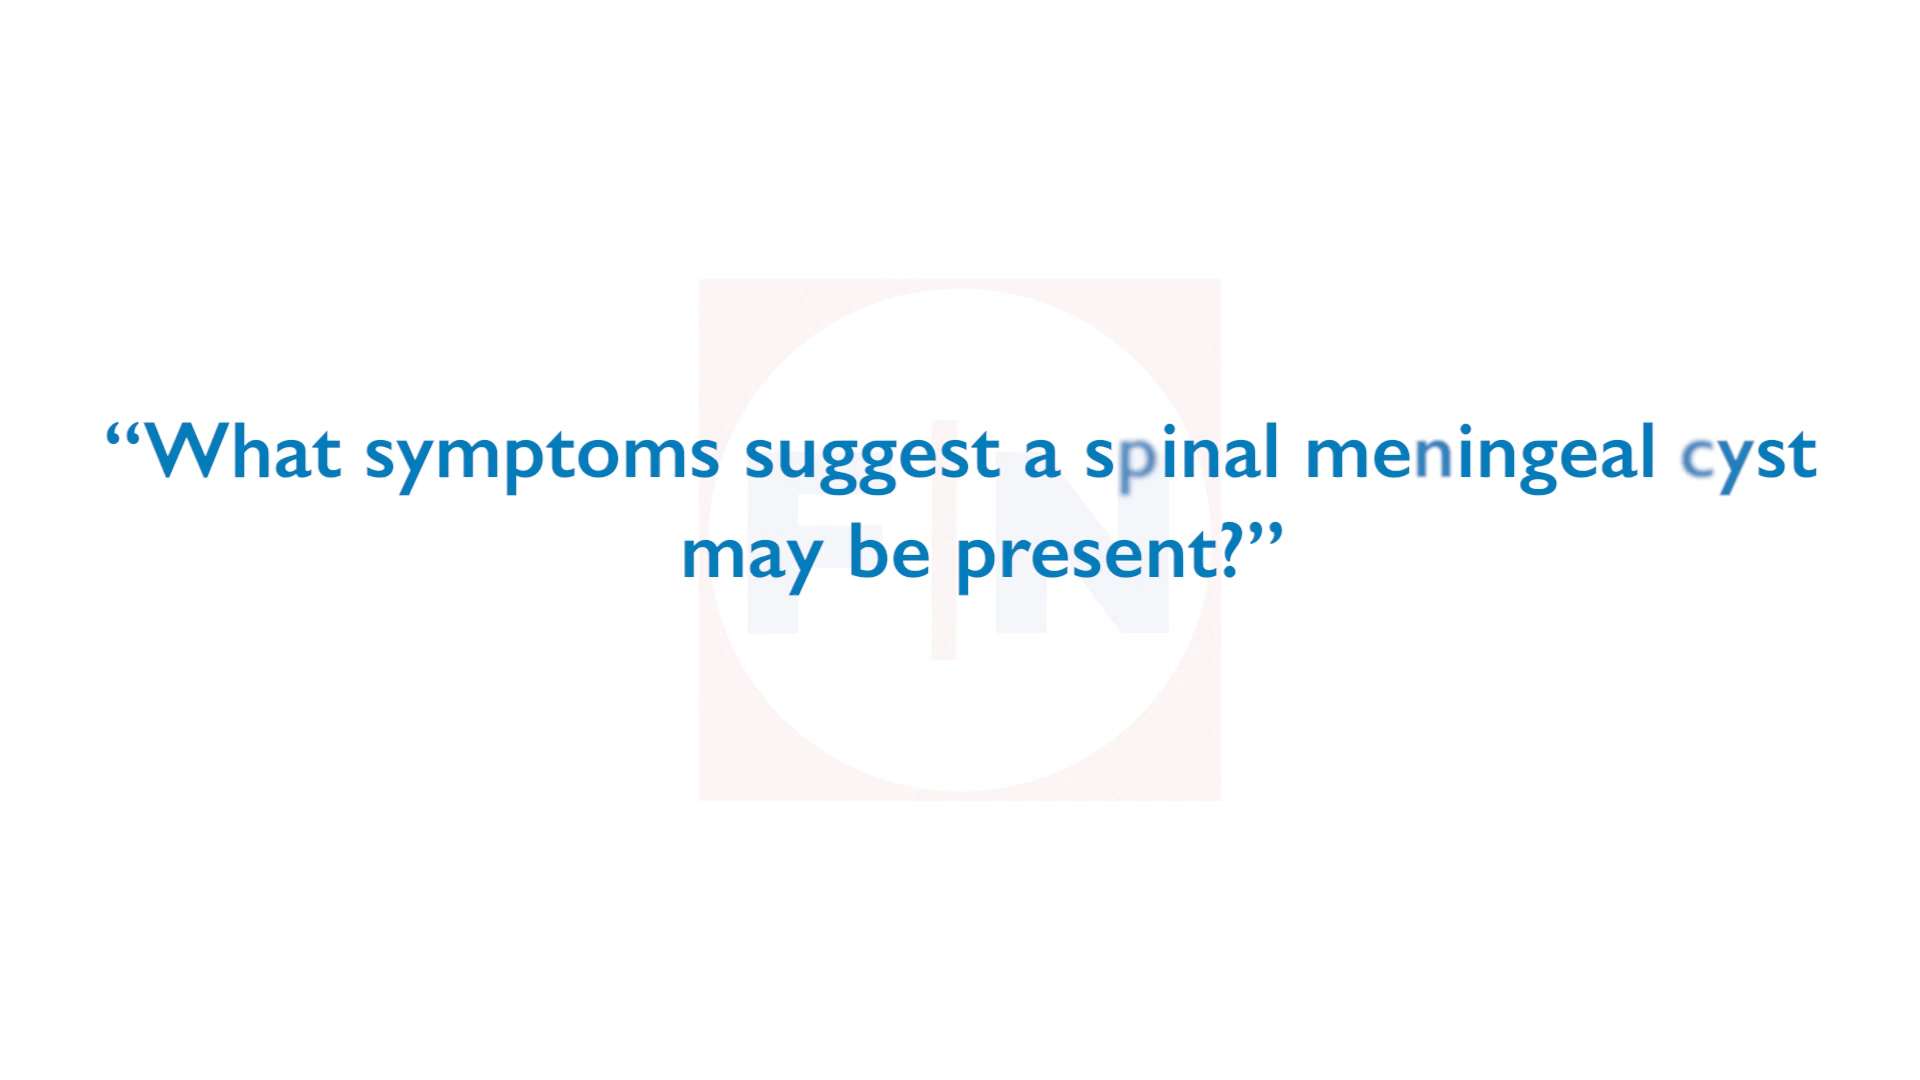 “What symptoms suggest a spinal meningeal cyst
may be present?”
F|N